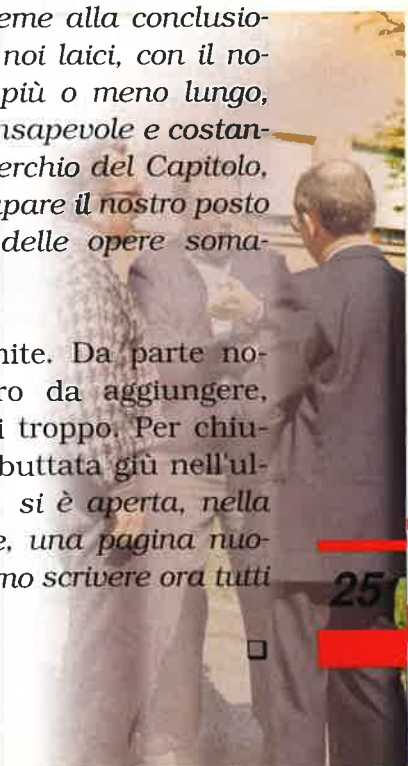 eme alla conclusio-
noi laici, con il no-
più o meno lungo,
nsapevole e costan-
erchio del Capitolo,
pare il nostro posto
delle opere soma-
nite. Da parte no-
ro da aggiungere,
i troppo. Per chiu-
buttata giù nell'ul-
si è aperta, nella
e, una pagina nuo-
mo scrivere ora tutti
25